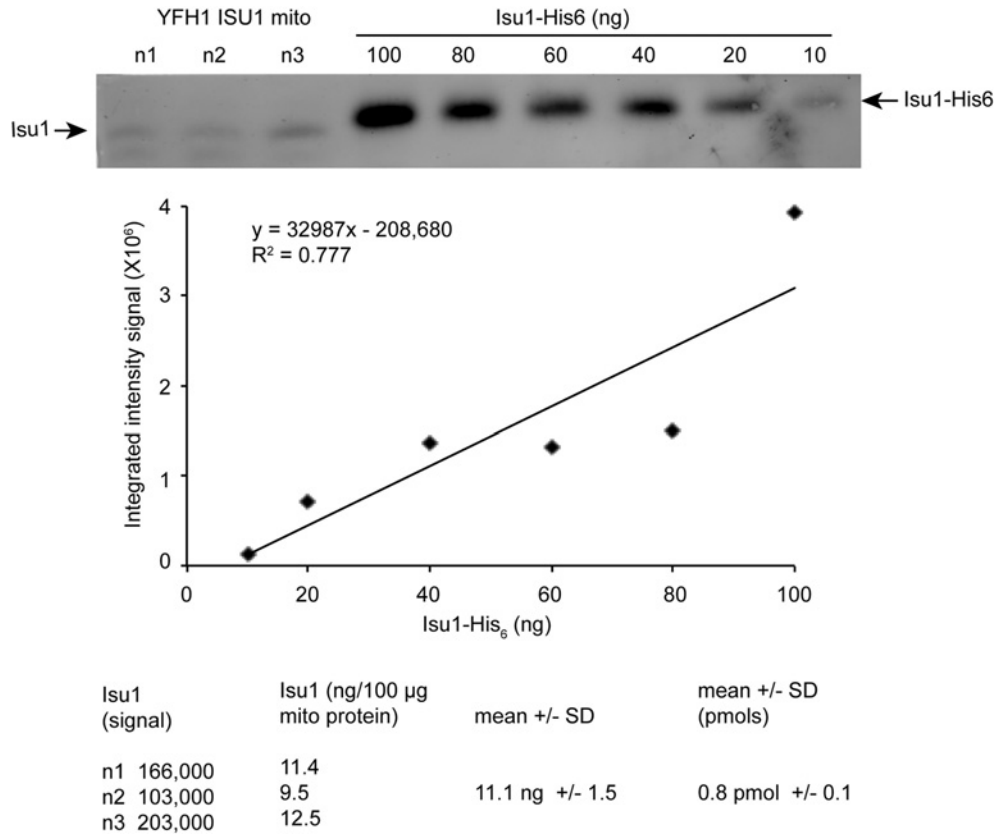 YFH1 ISU1 mito
Isu1-His6 (ng)
n1 n2 n3 100 80 60 40 20 10
Isu1
Isu1-His6
4
3
2
1
0
Integrated intensity signal (X10⁶)
y = 32987x - 208,680
R² = 0.777
0 20 40 60 80 100
Isu1-His₆ (ng)
Isu1
(signal)
Isu1 (ng/100 µg
mito protein)
mean +/- SD
mean +/- SD
(pmols)
n1 166,000 11.4
n2 103,000 9.5 11.1 ng +/- 1.5 0.8 pmol +/- 0.1
n3 203,000 12.5